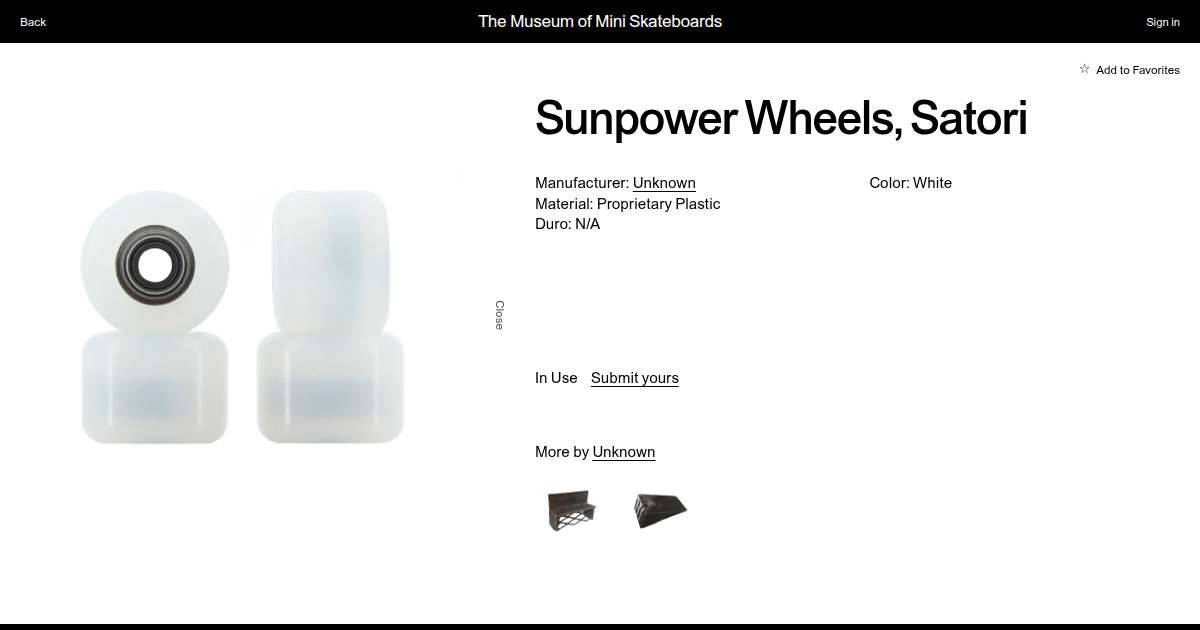 Back
The Museum of Mini Skateboards
Sign in
☆ Add to Favorites
Sunpower Wheels, Satori
Manufacturer: Unknown
Color: White
Material: Proprietary Plastic
Duro: N/A
Close
In Use Submit yours
More by Unknown